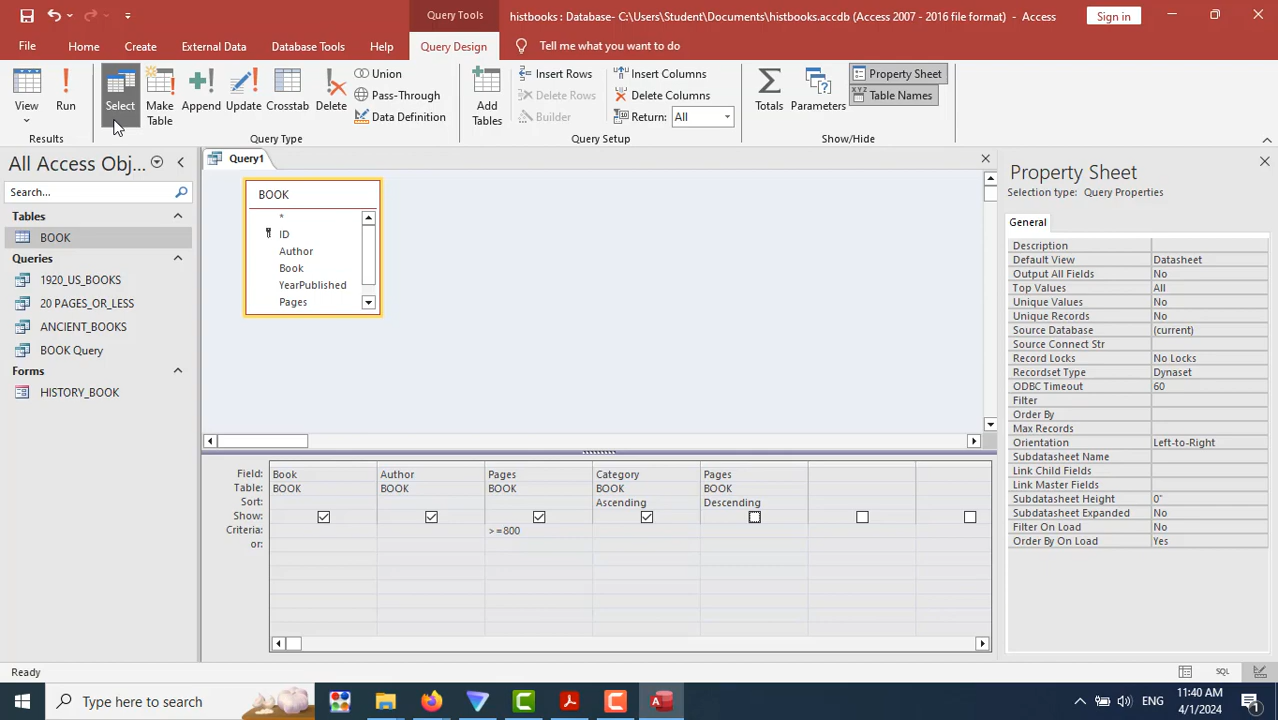 Query Tools
histbooks : Database- C:\Users\Student\Documents\histbooks.accdb (Access 2007 - 2016 file format) - Access
Sign in
File Home Create External Data Database Tools Help Query Design Tell me what you want to do
View
Run
Select
Make Table
Append
Update
Crosstab
Delete
Union
Pass-Through
Data Definition
Add Tables
Insert Rows
Delete Rows
Builder
Insert Columns
Delete Columns
Return: All
Totals
Parameters
Property Sheet
XYZ Table Names
Results Query Type Query Setup Show/Hide
All Access Obj...
Search...
Tables
BOOK
Queries
1920_US_BOOKS
20 PAGES_OR_LESS
ANCIENT_BOOKS
BOOK Query
Forms
HISTORY_BOOK
Query1
BOOK
*
ID
Author
Book
YearPublished
Pages
Field: Book Author Pages Category Pages
Table: BOOK BOOK BOOK BOOK BOOK
Sort: Ascending Descending
Show:
Criteria: >=800
or:
Property Sheet
Selection type: Query Properties
General
Description
Default View Datasheet
Output All Fields No
Top Values All
Unique Values No
Unique Records No
Source Database (current)
Source Connect Str
Record Locks No Locks
Recordset Type Dynaset
ODBC Timeout 60
Filter
Order By
Max Records
Orientation Left-to-Right
Subdatasheet Name
Link Child Fields
Link Master Fields
Subdatasheet Height 0"
Subdatasheet Expanded No
Filter On Load No
Order By On Load Yes
Ready
SQL
Type here to search
ENG
11:40 AM
4/1/2024
1